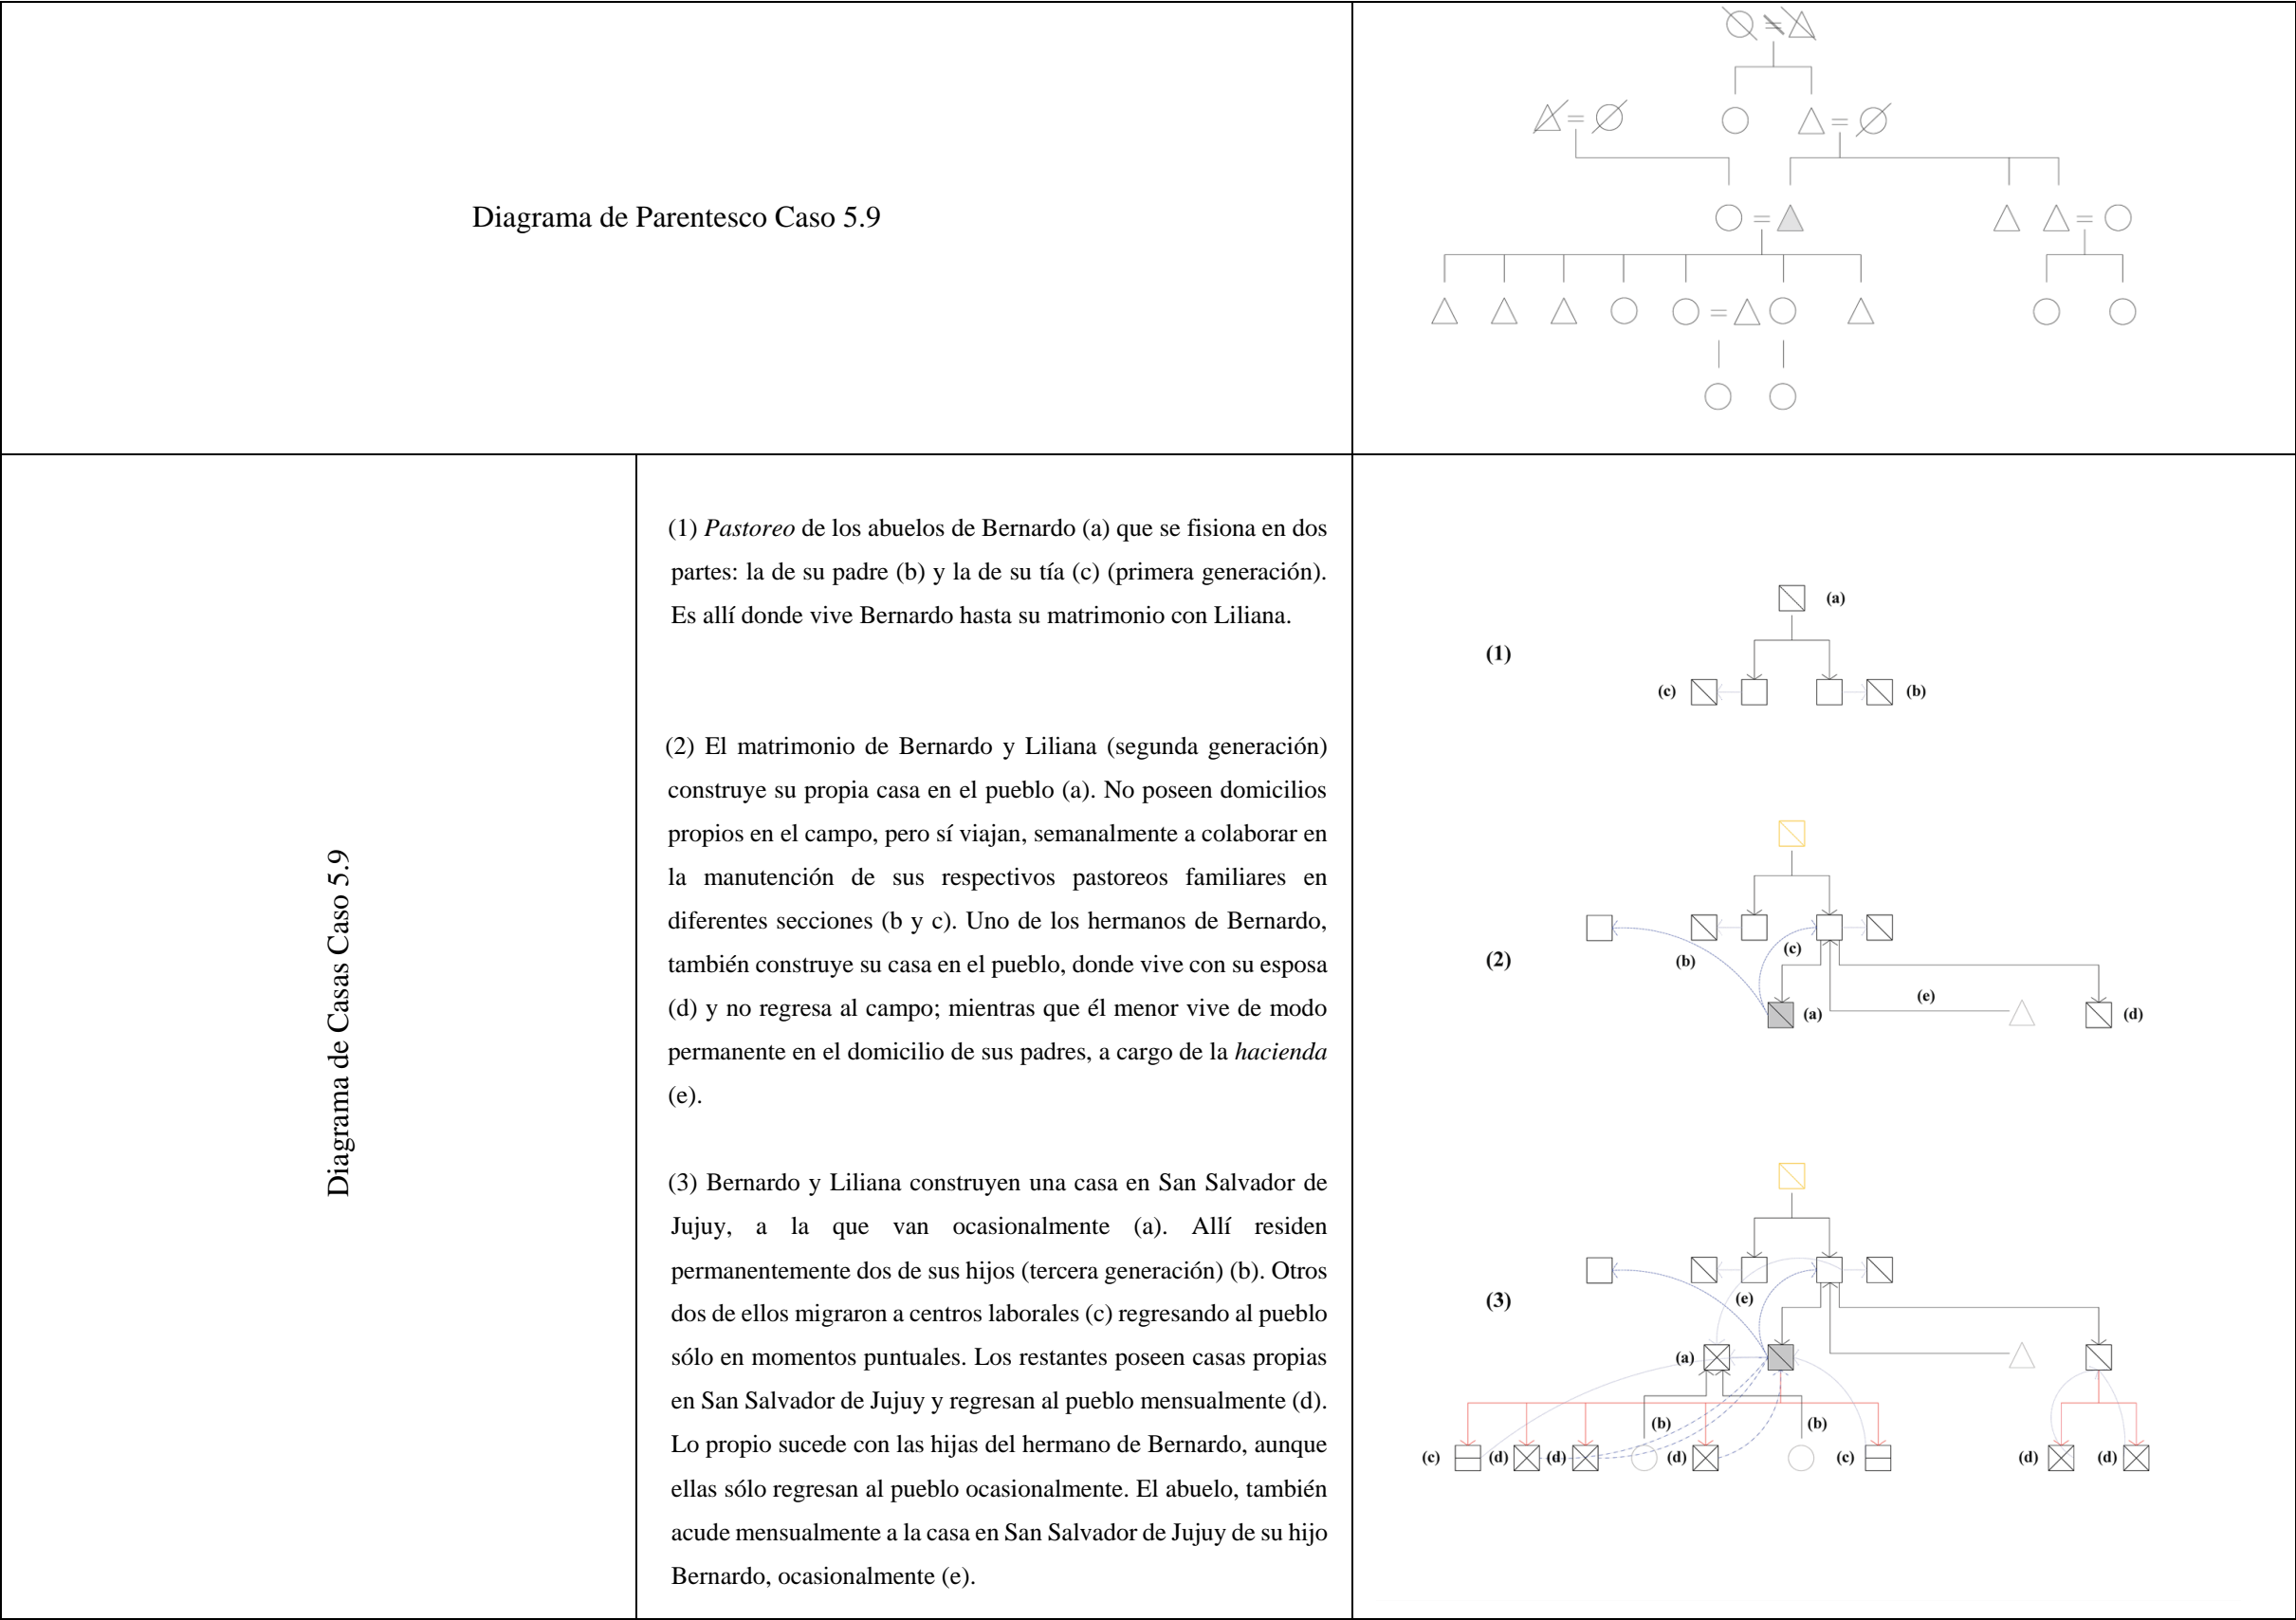 Diagrama de Parentesco Caso 5.9
Diagrama de Casas Caso 5.9
(1) Pastoreo de los abuelos de Bernardo (a) que se fisiona en dos
partes: la de su padre (b) y la de su tía (c) (primera generación).
Es allí donde vive Bernardo hasta su matrimonio con Liliana.
(2) El matrimonio de Bernardo y Liliana (segunda generación)
construye su propia casa en el pueblo (a). No poseen domicilios
propios en el campo, pero sí viajan, semanalmente a colaborar en
la manutención de sus respectivos pastoreos familiares en
diferentes secciones (b y c). Uno de los hermanos de Bernardo,
también construye su casa en el pueblo, donde vive con su esposa
(d) y no regresa al campo; mientras que él menor vive de modo
permanente en el domicilio de sus padres, a cargo de la hacienda
(e).
(3) Bernardo y Liliana construyen una casa en San Salvador de
Jujuy, a la que van ocasionalmente (a). Allí residen
permanentemente dos de sus hijos (tercera generación) (b). Otros
dos de ellos migraron a centros laborales (c) regresando al pueblo
sólo en momentos puntuales. Los restantes poseen casas propias
en San Salvador de Jujuy y regresan al pueblo mensualmente (d).
Lo propio sucede con las hijas del hermano de Bernardo, aunque
ellas sólo regresan al pueblo ocasionalmente. El abuelo, también
acude mensualmente a la casa en San Salvador de Jujuy de su hijo
Bernardo, ocasionalmente (e).
(a)
(1)
(c) (b)
(c)
(b)
(2)
(e)
(a) (d)
(e)
(3)
(a)
(b) (b)
(c) (d) (d) (d) (c) (d) (d)